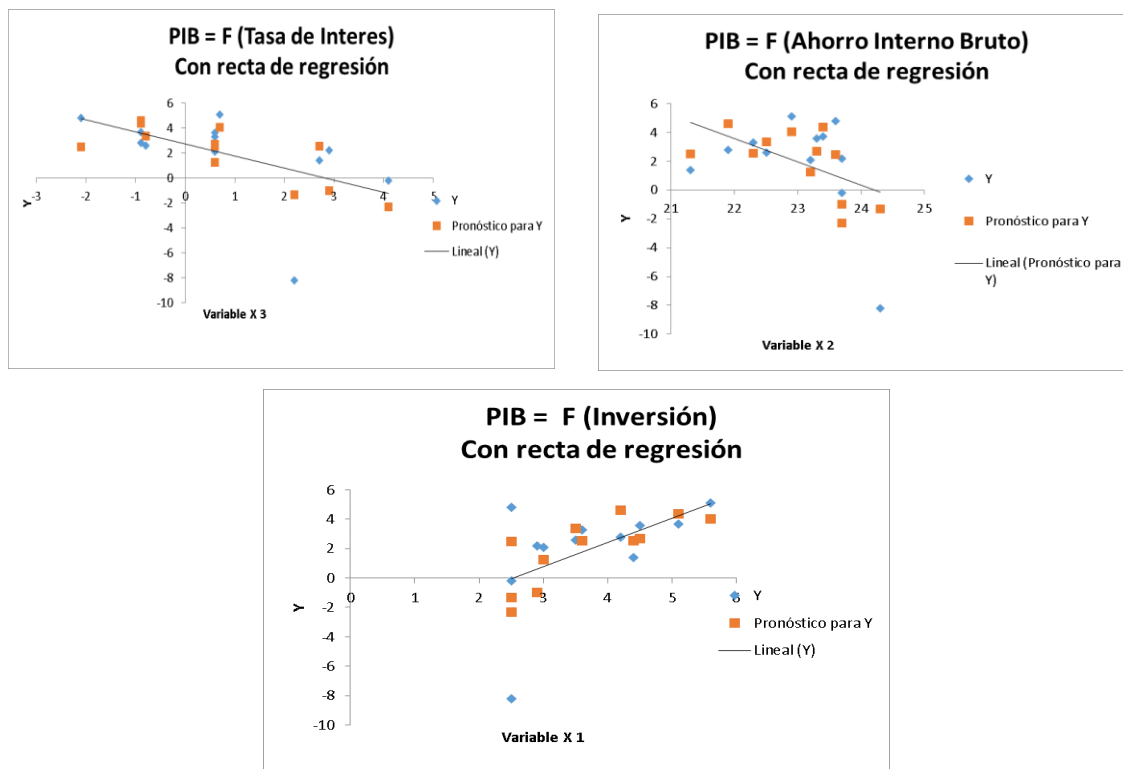 PIB = F (Tasa de Interes)
Con recta de regresión
6
4
2
0
-2
-4
-6
-8
-10
-3
-2
-1
0
1
2
3
4
5
Y
Y
Pronóstico para Y
Lineal (Y)
Variable X 3
PIB = F (Ahorro Interno Bruto)
Con recta de regresión
6
4
2
0
-2
-4
-6
-8
-10
21
22
23
24
25
Y
Y
Pronóstico para Y
Lineal (Pronóstico para
Y)
Variable X 2
PIB = F (Inversión)
Con recta de regresión
6
4
2
0
-2
-4
-6
-8
-10
0
1
2
3
4
5
6
Y
Y
Pronóstico para Y
Lineal (Y)
Variable X 1